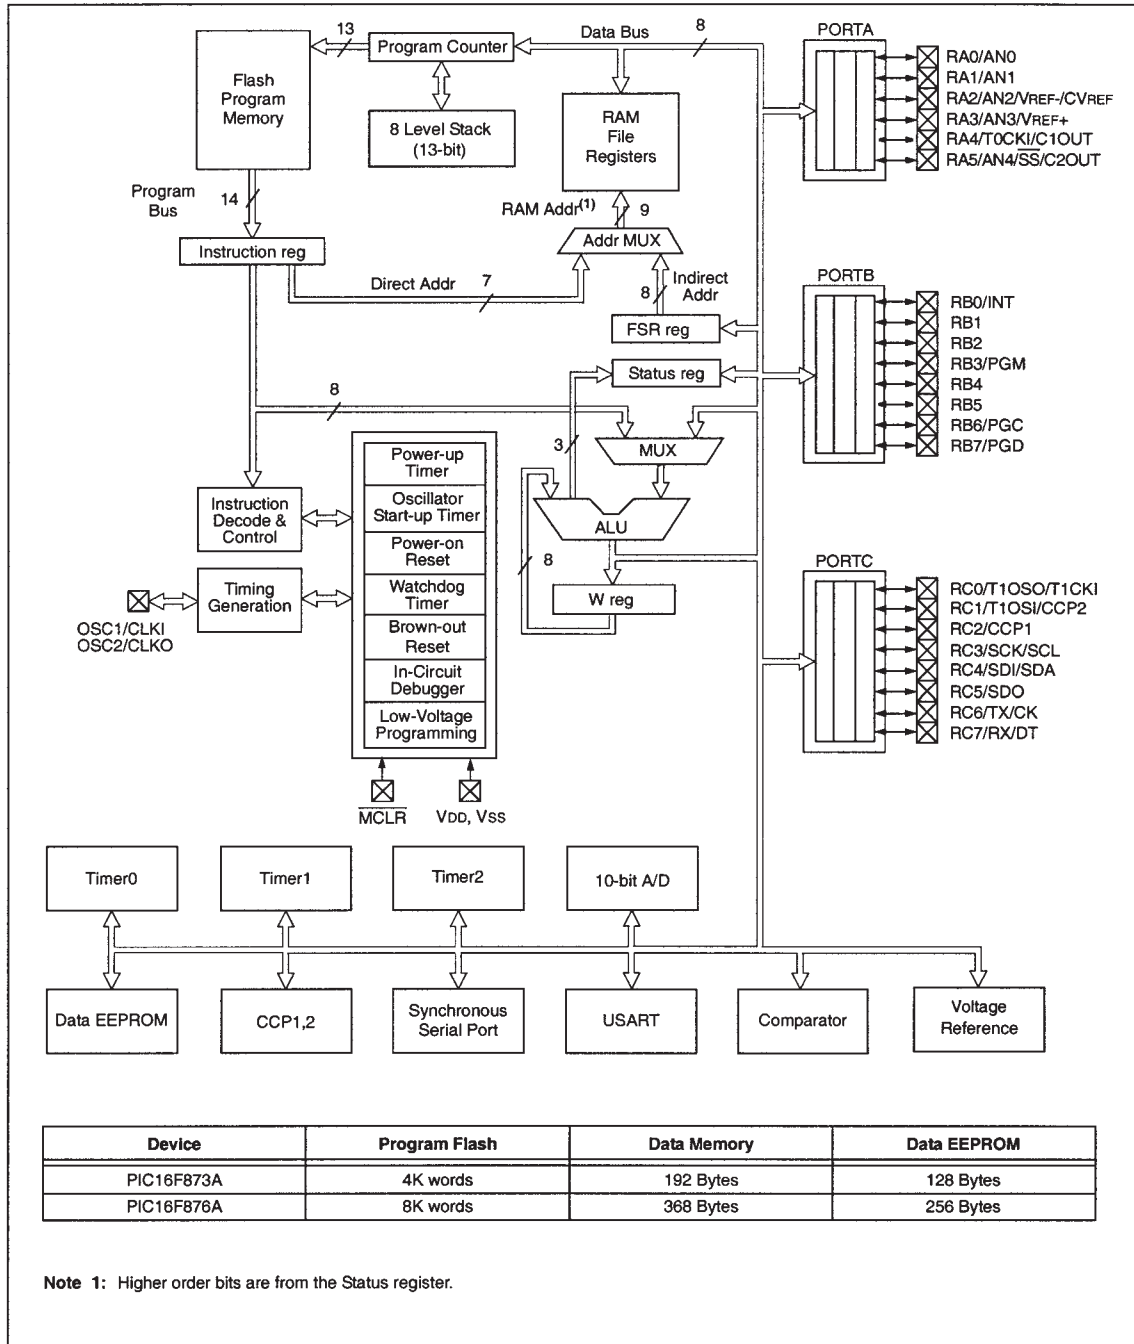 13
Program Counter
Data Bus
8
PORTA
Flash
Program
Memory
8 Level Stack
(13-bit)
RAM
File
Registers
RA0/AN0
RA1/AN1
RA2/AN2/VREF-/CVREF
RA3/AN3/VREF+
RA4/T0CKI/C1OUT
RA5/AN4/SS/C2OUT
Program
Bus
14
RAM Addr(1)
9
Instruction reg
Addr MUX
Direct Addr
7
8
Indirect
Addr
FSR reg
Status reg
PORTB
RB0/INT
RB1
RB2
RB3/PGM
RB4
RB5
RB6/PGC
RB7/PGD
8
3
MUX
Power-up
Timer
Oscillator
Start-up Timer
Power-on
Reset
Watchdog
Timer
Brown-out
Reset
In-Circuit
Debugger
Low-Voltage
Programming
Instruction
Decode &
Control
Timing
Generation
OSC1/CLKI
OSC2/CLKO
ALU
8
W reg
MCLR
VDD, VSS
PORTC
RC0/T1OSO/T1CKI
RC1/T1OSI/CCP2
RC2/CCP1
RC3/SCK/SCL
RC4/SDI/SDA
RC5/SDO
RC6/TX/CK
RC7/RX/DT
Timer0
Timer1
Timer2
10-bit A/D
Data EEPROM
CCP1,2
Synchronous
Serial Port
USART
Comparator
Voltage
Reference
Device Program Flash Data Memory Data EEPROM
PIC16F873A 4K words 192 Bytes 128 Bytes
PIC16F876A 8K words 368 Bytes 256 Bytes
Note 1: Higher order bits are from the Status register.